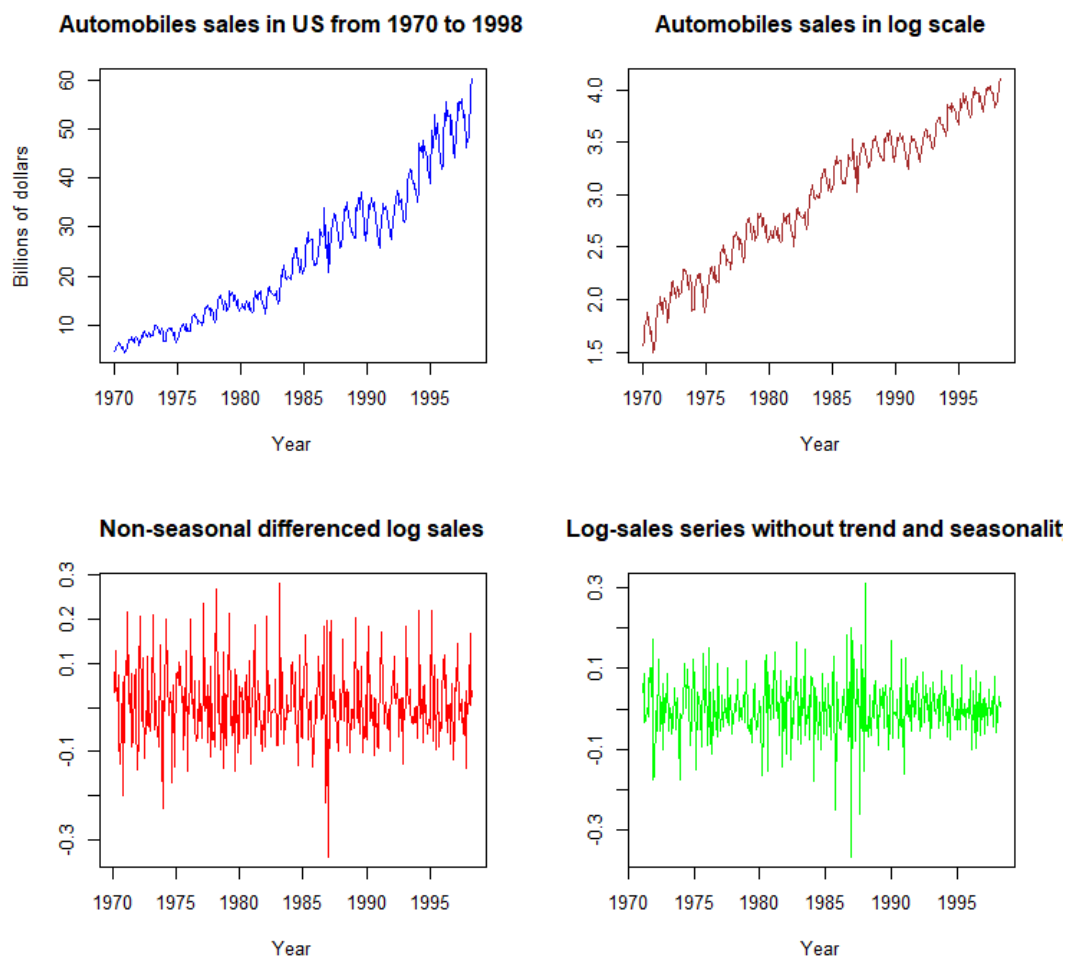 Automobiles sales in US from 1970 to 1998
Billions of dollars
60
50
40
30
20
10
1970 1975 1980 1985 1990 1995
Year
Automobiles sales in log scale
4.0
3.5
3.0
2.5
2.0
1.5
1970 1975 1980 1985 1990 1995
Year
Non-seasonal differenced log sales
0.3
0.2
0.1
-0.1
-0.3
1970 1975 1980 1985 1990 1995
Year
Log-sales series without trend and seasonalit
0.3
0.1
-0.1
-0.3
1970 1975 1980 1985 1990 1995
Year